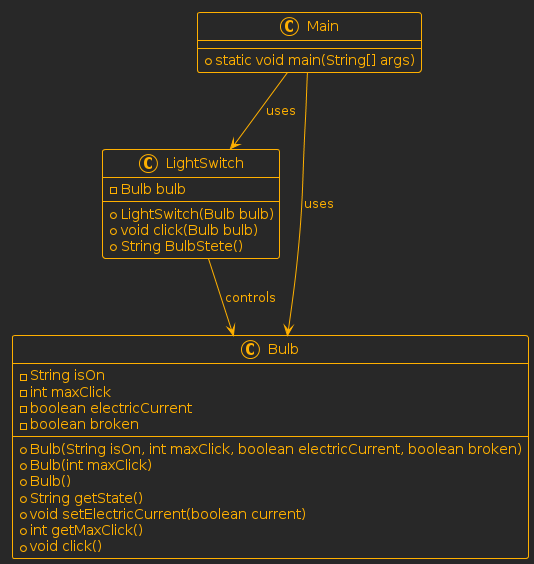 C Main
static void main(String[] args)
uses
C LightSwitch
Bulb bulb
LightSwitch(Bulb bulb)
void click(Bulb bulb)
String BulbStete()
uses
controls
C Bulb
String isOn
int maxClick
boolean electricCurrent
boolean broken
Bulb(String isOn, int maxClick, boolean electricCurrent, boolean broken)
Bulb(int maxClick)
Bulb()
String getState()
void setElectricCurrent(boolean current)
int getMaxClick()
void click()